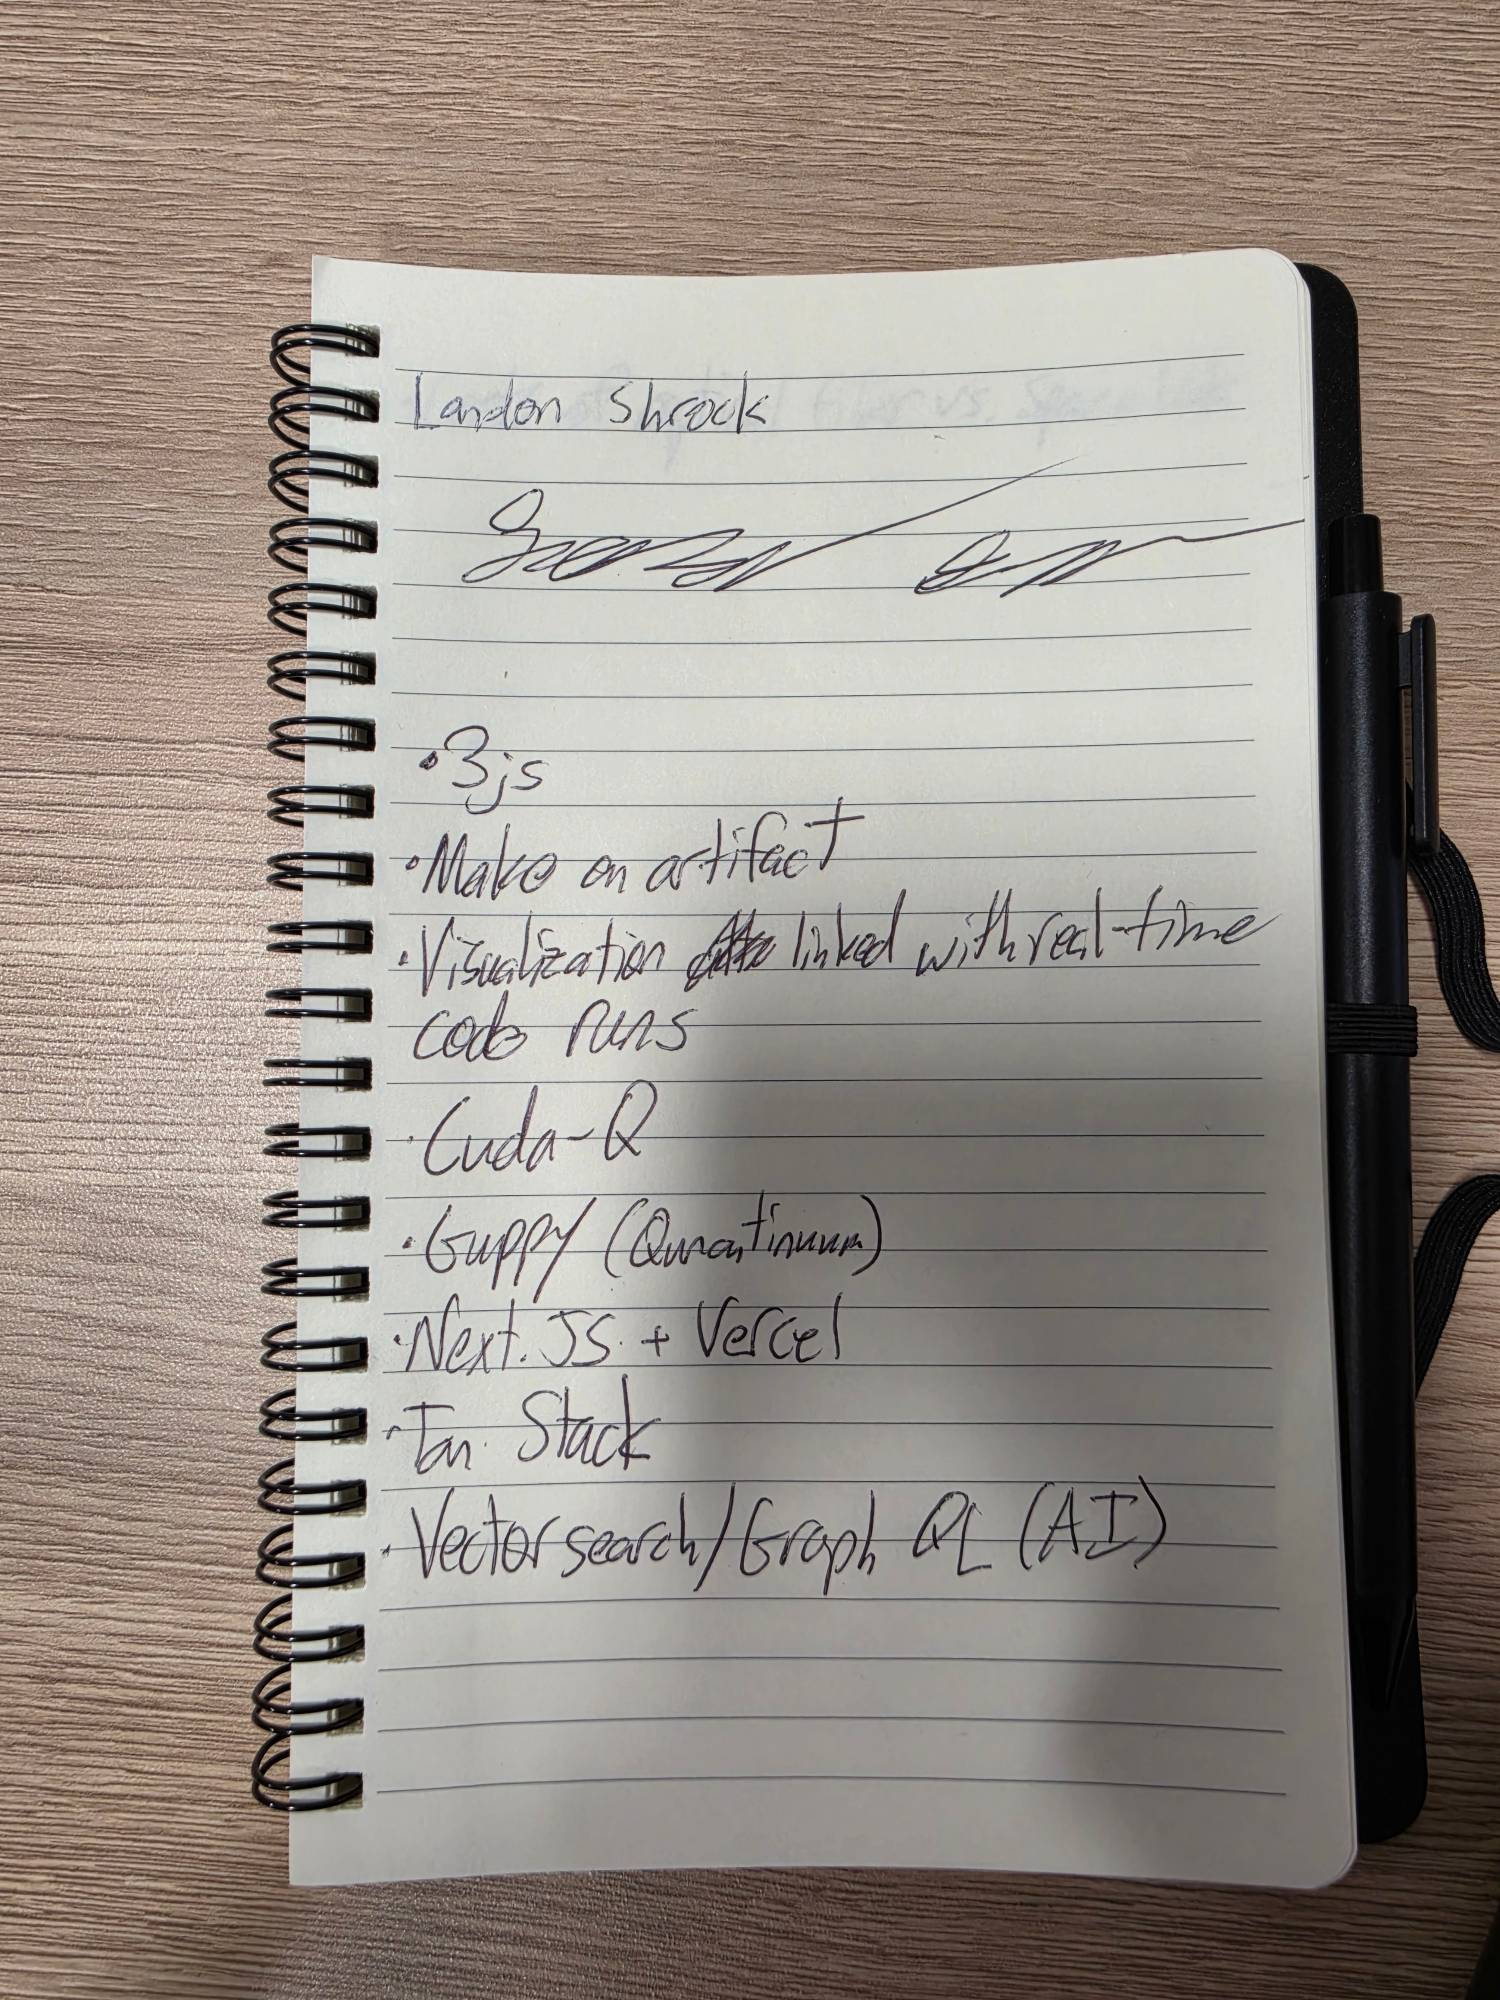 Landon Shrock
• 3js
• Make an artifact
• Visualization linked with real-time
code runs
• Cuda-Q
• Guppy (Quantinuum)
• Next.JS + Vercel
• Tan Stack
• Vector search/Graph QL (AI)